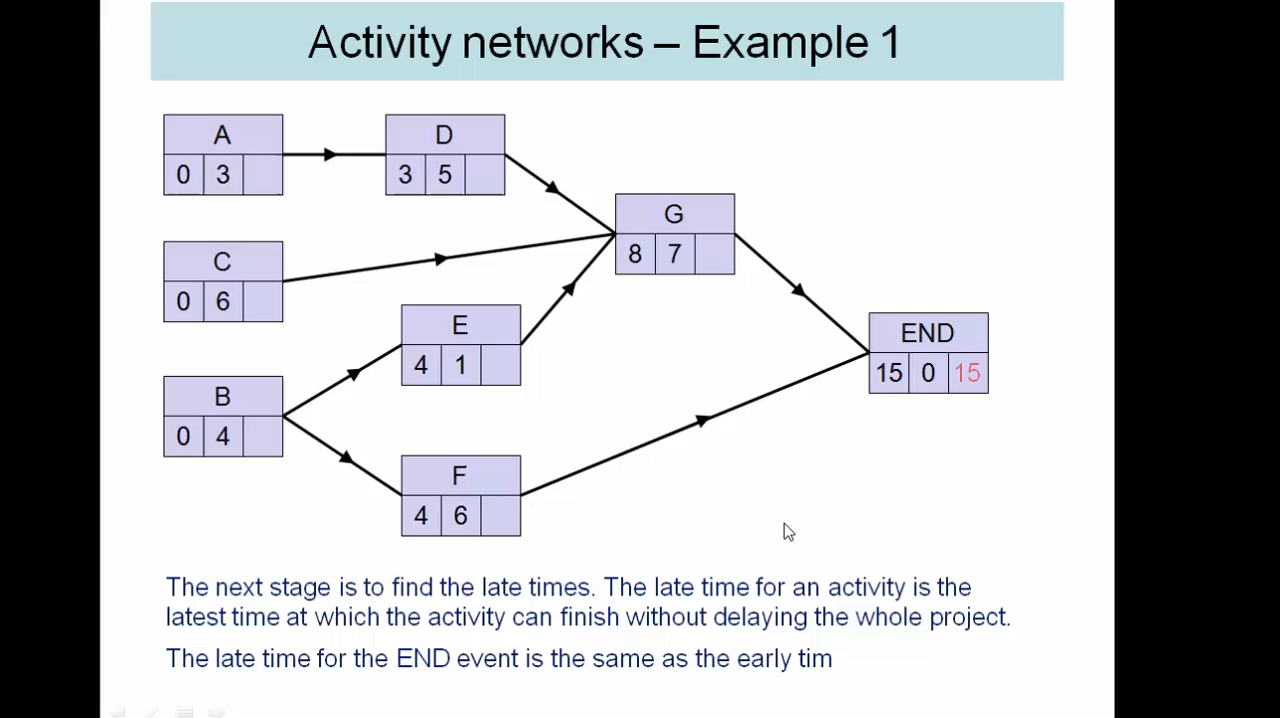 Activity networks – Example 1
A
0 3
D
3 5
G
8 7
C
0 6
E
4 1
END
15 0 15
B
0 4
F
4 6
The next stage is to find the late times. The late time for an activity is the
latest time at which the activity can finish without delaying the whole project.
The late time for the END event is the same as the early tim